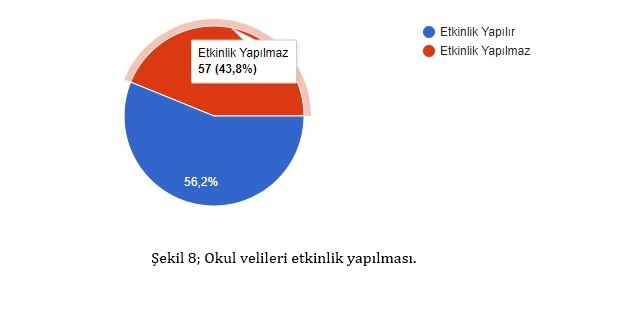 Etkinlik Yapılır
Etkinlik Yapılmaz
Etkinlik Yapılmaz
57 (43,8%)
56,2%
Şekil 8; Okul velileri etkinlik yapılması.